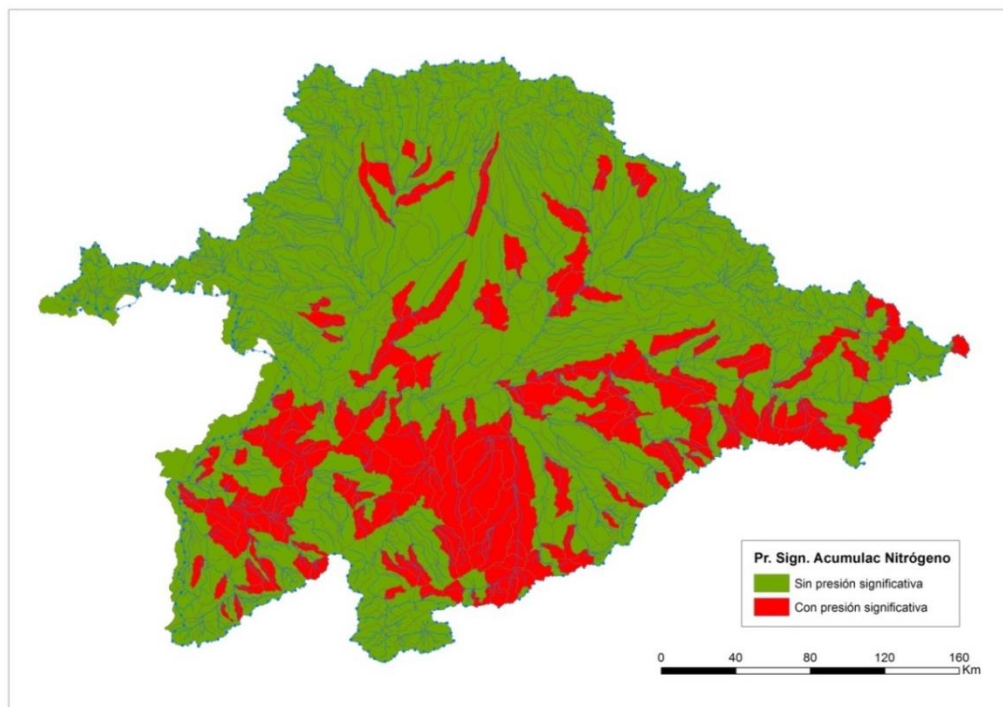 Pr. Sign. Acumulac Nitrógeno
Sin presión significativa
Con presión significativa
0 40 80 120 160
Km